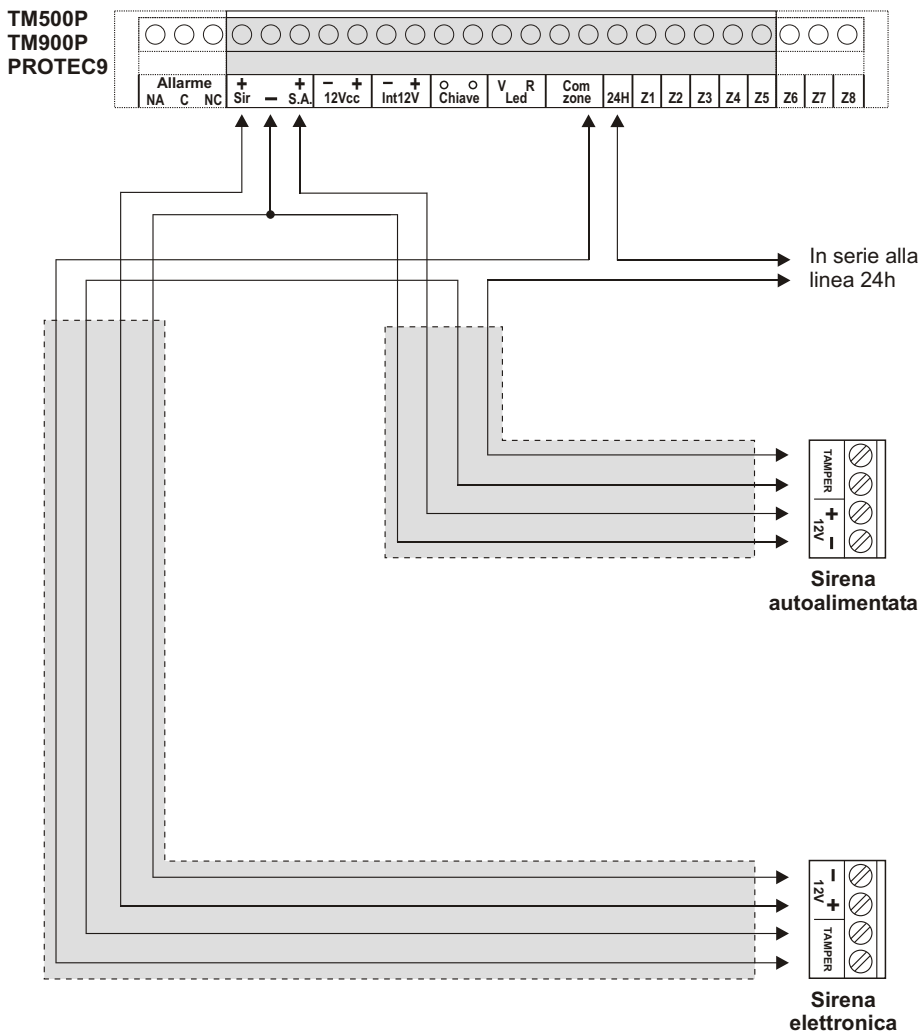 TM500P
TM900P
PROTEC9
Allarme
NA C NC
+ Sir
–
+ S.A.
– +
12Vcc
– +
Int12V
Chiave
V R
Led
Com
zone
24H Z1 Z2 Z3 Z4 Z5 Z6 Z7 Z8
In serie alla
linea 24h
TAMPER
+ –
12V
Sirena
autoalimentata
– +
12V
TAMPER
Sirena
elettronica